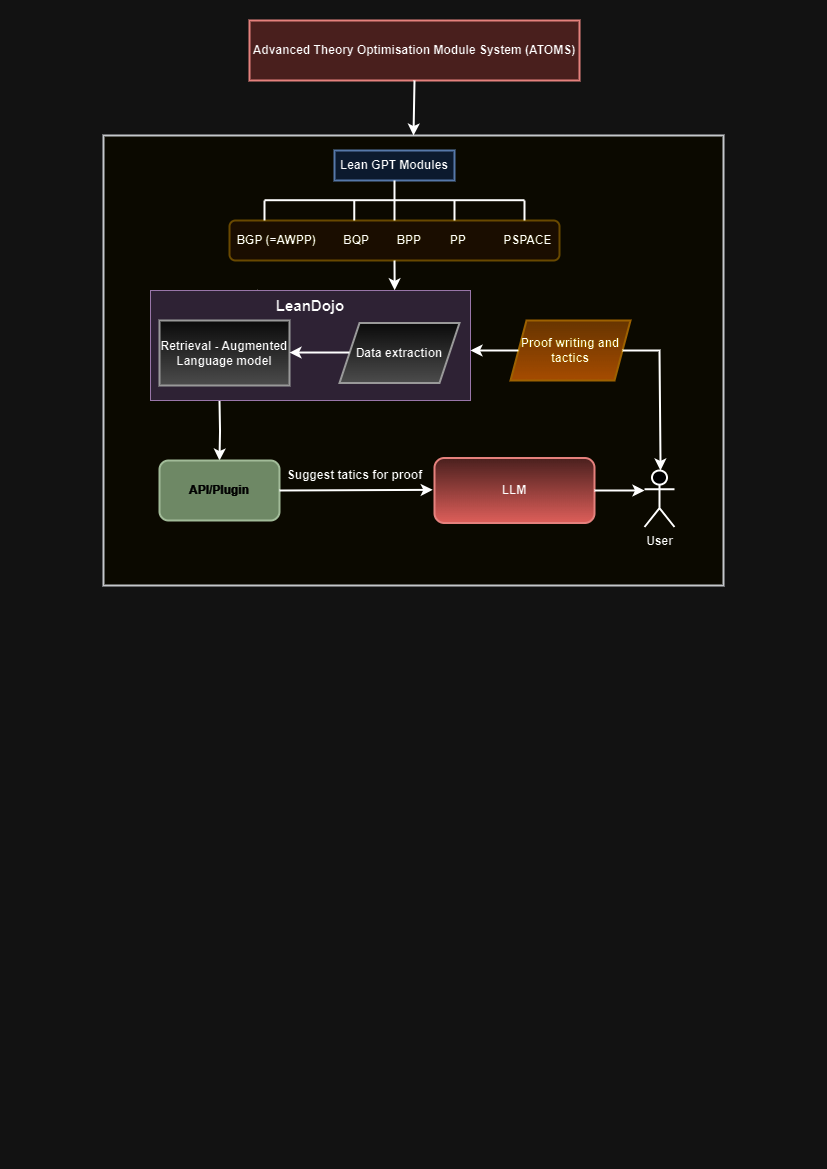 Advanced Theory Optimisation Module System (ATOMS)
Lean GPT Modules
BGP (=AWPP) BQP BPP PP PSPACE
LeanDojo
Retrieval - Augmented
Language model
Data extraction
Proof writing and
tactics
API/Plugin
Suggest tatics for proof
LLM
User